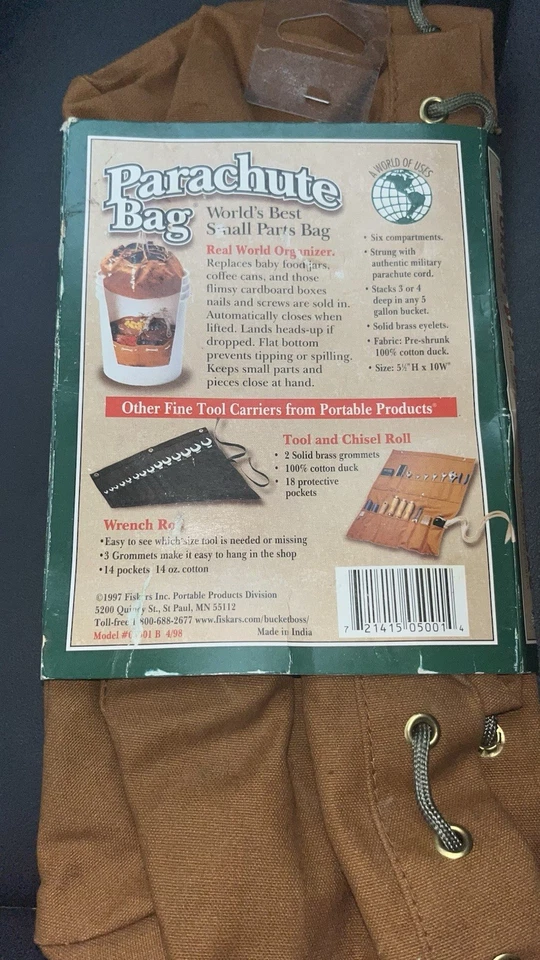 Parachute
Bag
World's Best
Small Parts Bag
Real World Organizer.
Replaces baby food jars,
coffee cans, and those
flimsy cardboard boxes
nails and screws are sold in.
Automatically closes when
lifted. Lands heads-up if
dropped. Flat bottom
prevents tipping or spilling.
Keeps small parts and
pieces close at hand.
A WORLD OF USES
• Six compartments.
• Strong with
authentic military
parachute cord.
• Stacks 3 or 4
deep in any 5
gallon bucket.
• Solid brass eyelets.
• Fabric: Pre-shrunk
100% cotton duck.
• Size: 5½" H x 10W"
Other Fine Tool Carriers from Portable Products®
Tool and Chisel Roll
• 2 Solid brass grommets
• 100% cotton duck
• 18 protective
pockets
Wrench
•Easy to see which size tool is needed or missing
•3 Grommets make it easy to hang in the shop
•14 pockets 14 oz. cotton
©1997 Fiskars Inc. Portable Products Division
5200 Quincy St., St Paul, MN 55112
Toll-free 1 800-688-2677 www.fiskars.com/bucketboss/
Model B 4/98
Made in India
7 21415 05001 4